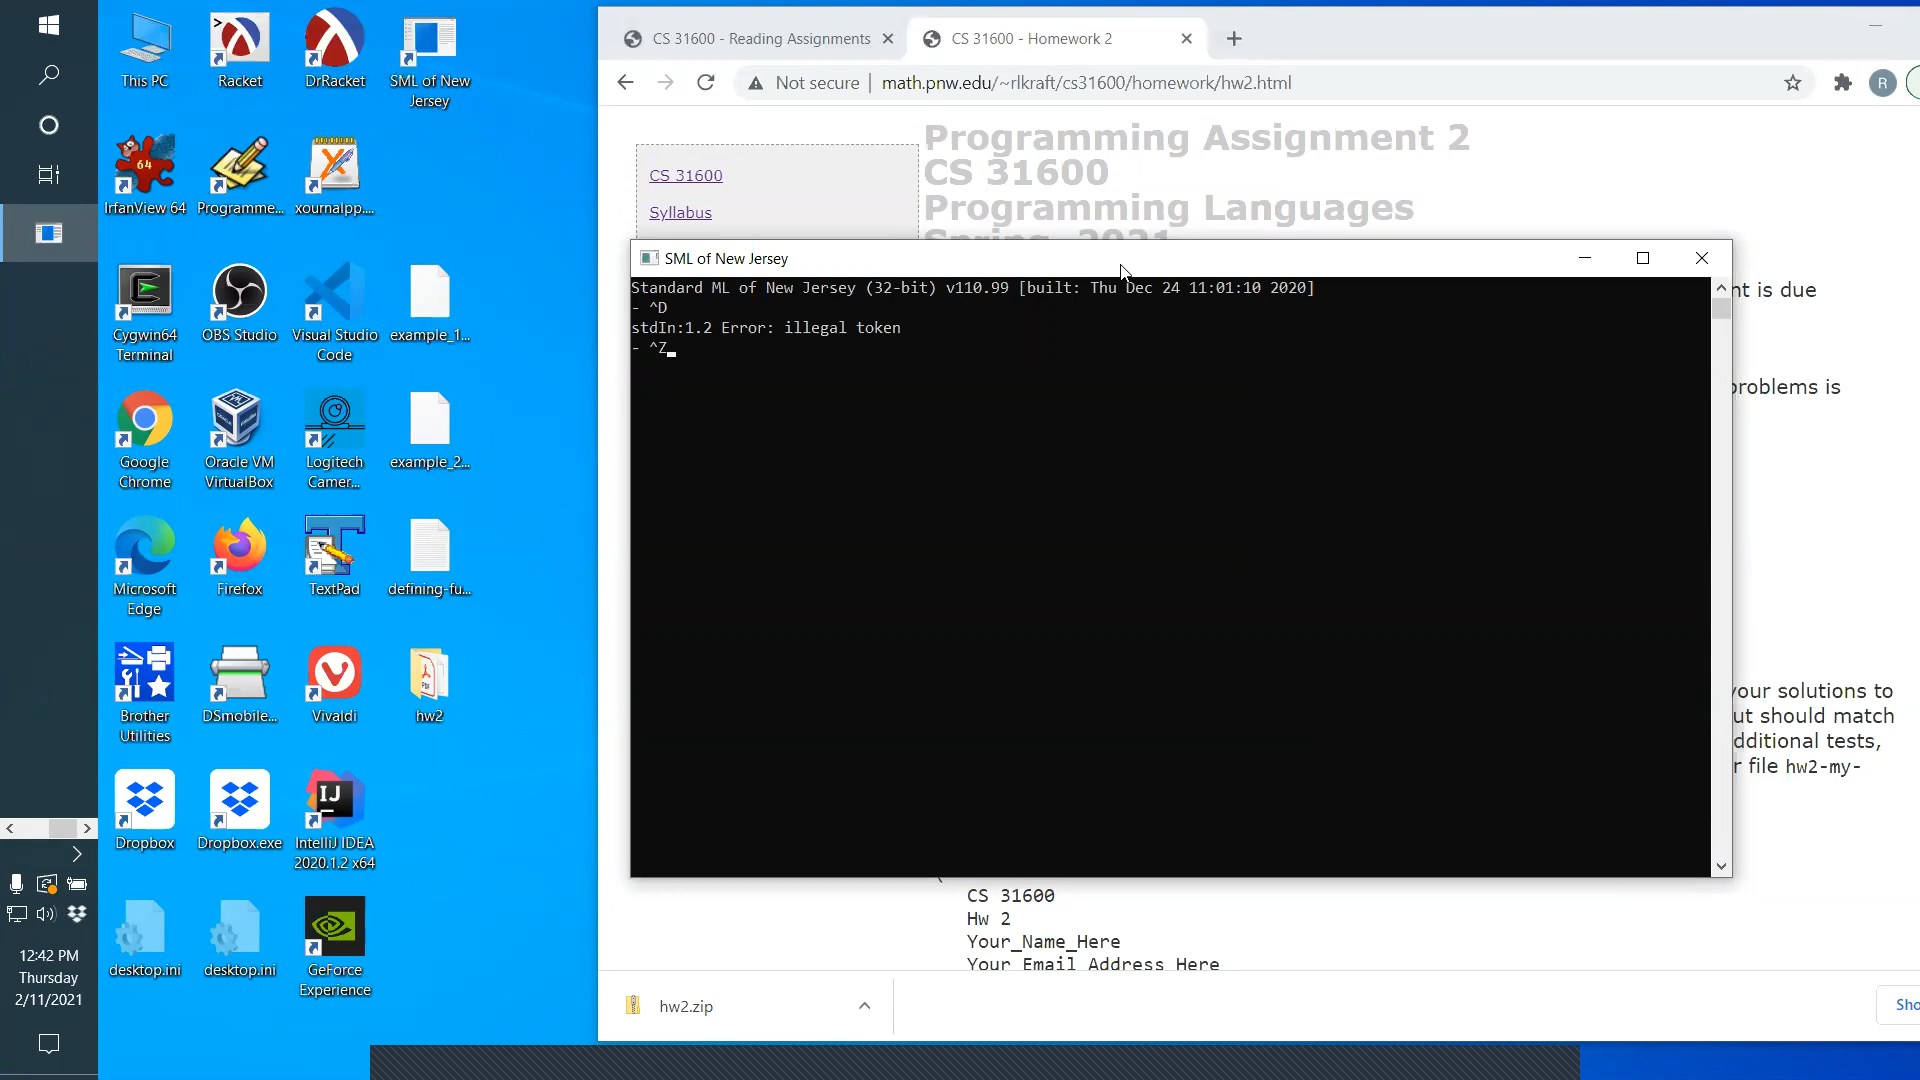 This PC
Racket
DrRacket
SML of New
Jersey
IrfanView 64
Programme...
xournalpp....
Cygwin64
Terminal
OBS Studio
Visual Studio
Code
example_1...
Google
Chrome
Oracle VM
VirtualBox
Logitech
Camer...
example_2...
Microsoft
Edge
Firefox
TextPad
defining-fu...
Brother
Utilities
DSmobile...
Vivaldi
hw2
Dropbox
Dropbox.exe
IntelliJ IDEA
2020.1.2 x64
desktop.ini
desktop.ini
GeForce
Experience
12:42 PM
Thursday
2/11/2021
CS 31600 - Reading Assignments
CS 31600 - Homework 2
Not secure | math.pnw.edu/~rlkraft/cs31600/homework/hw2.html
R
CS 31600
Syllabus
Programming Assignment 2
CS 31600
Programming Languages
Spring, 2021
nt is due
problems is
your solutions to
ut should match
dditional tests,
r file hw2-my-
SML of New Jersey
Standard ML of New Jersey (32-bit) v110.99 [built: Thu Dec 24 11:01:10 2020]
- ^D
stdIn:1.2 Error: illegal token
- ^Z
CS 31600
Hw 2
Your_Name_Here
Your_Email_Address_Here
hw2.zip
Sho